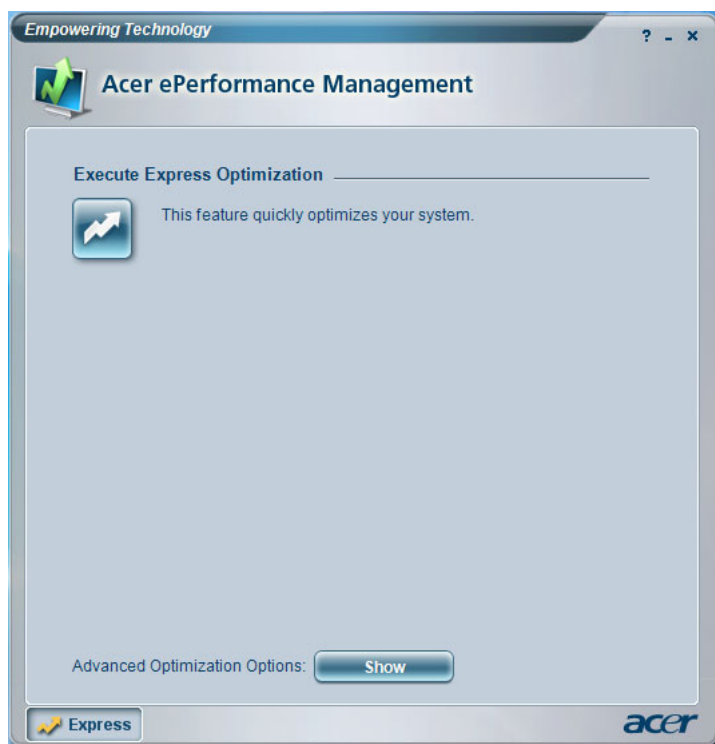 Empowering Technology
? - ×
Acer ePerformance Management
Execute Express Optimization
This feature quickly optimizes your system.
Advanced Optimization Options: Show
Express
acer